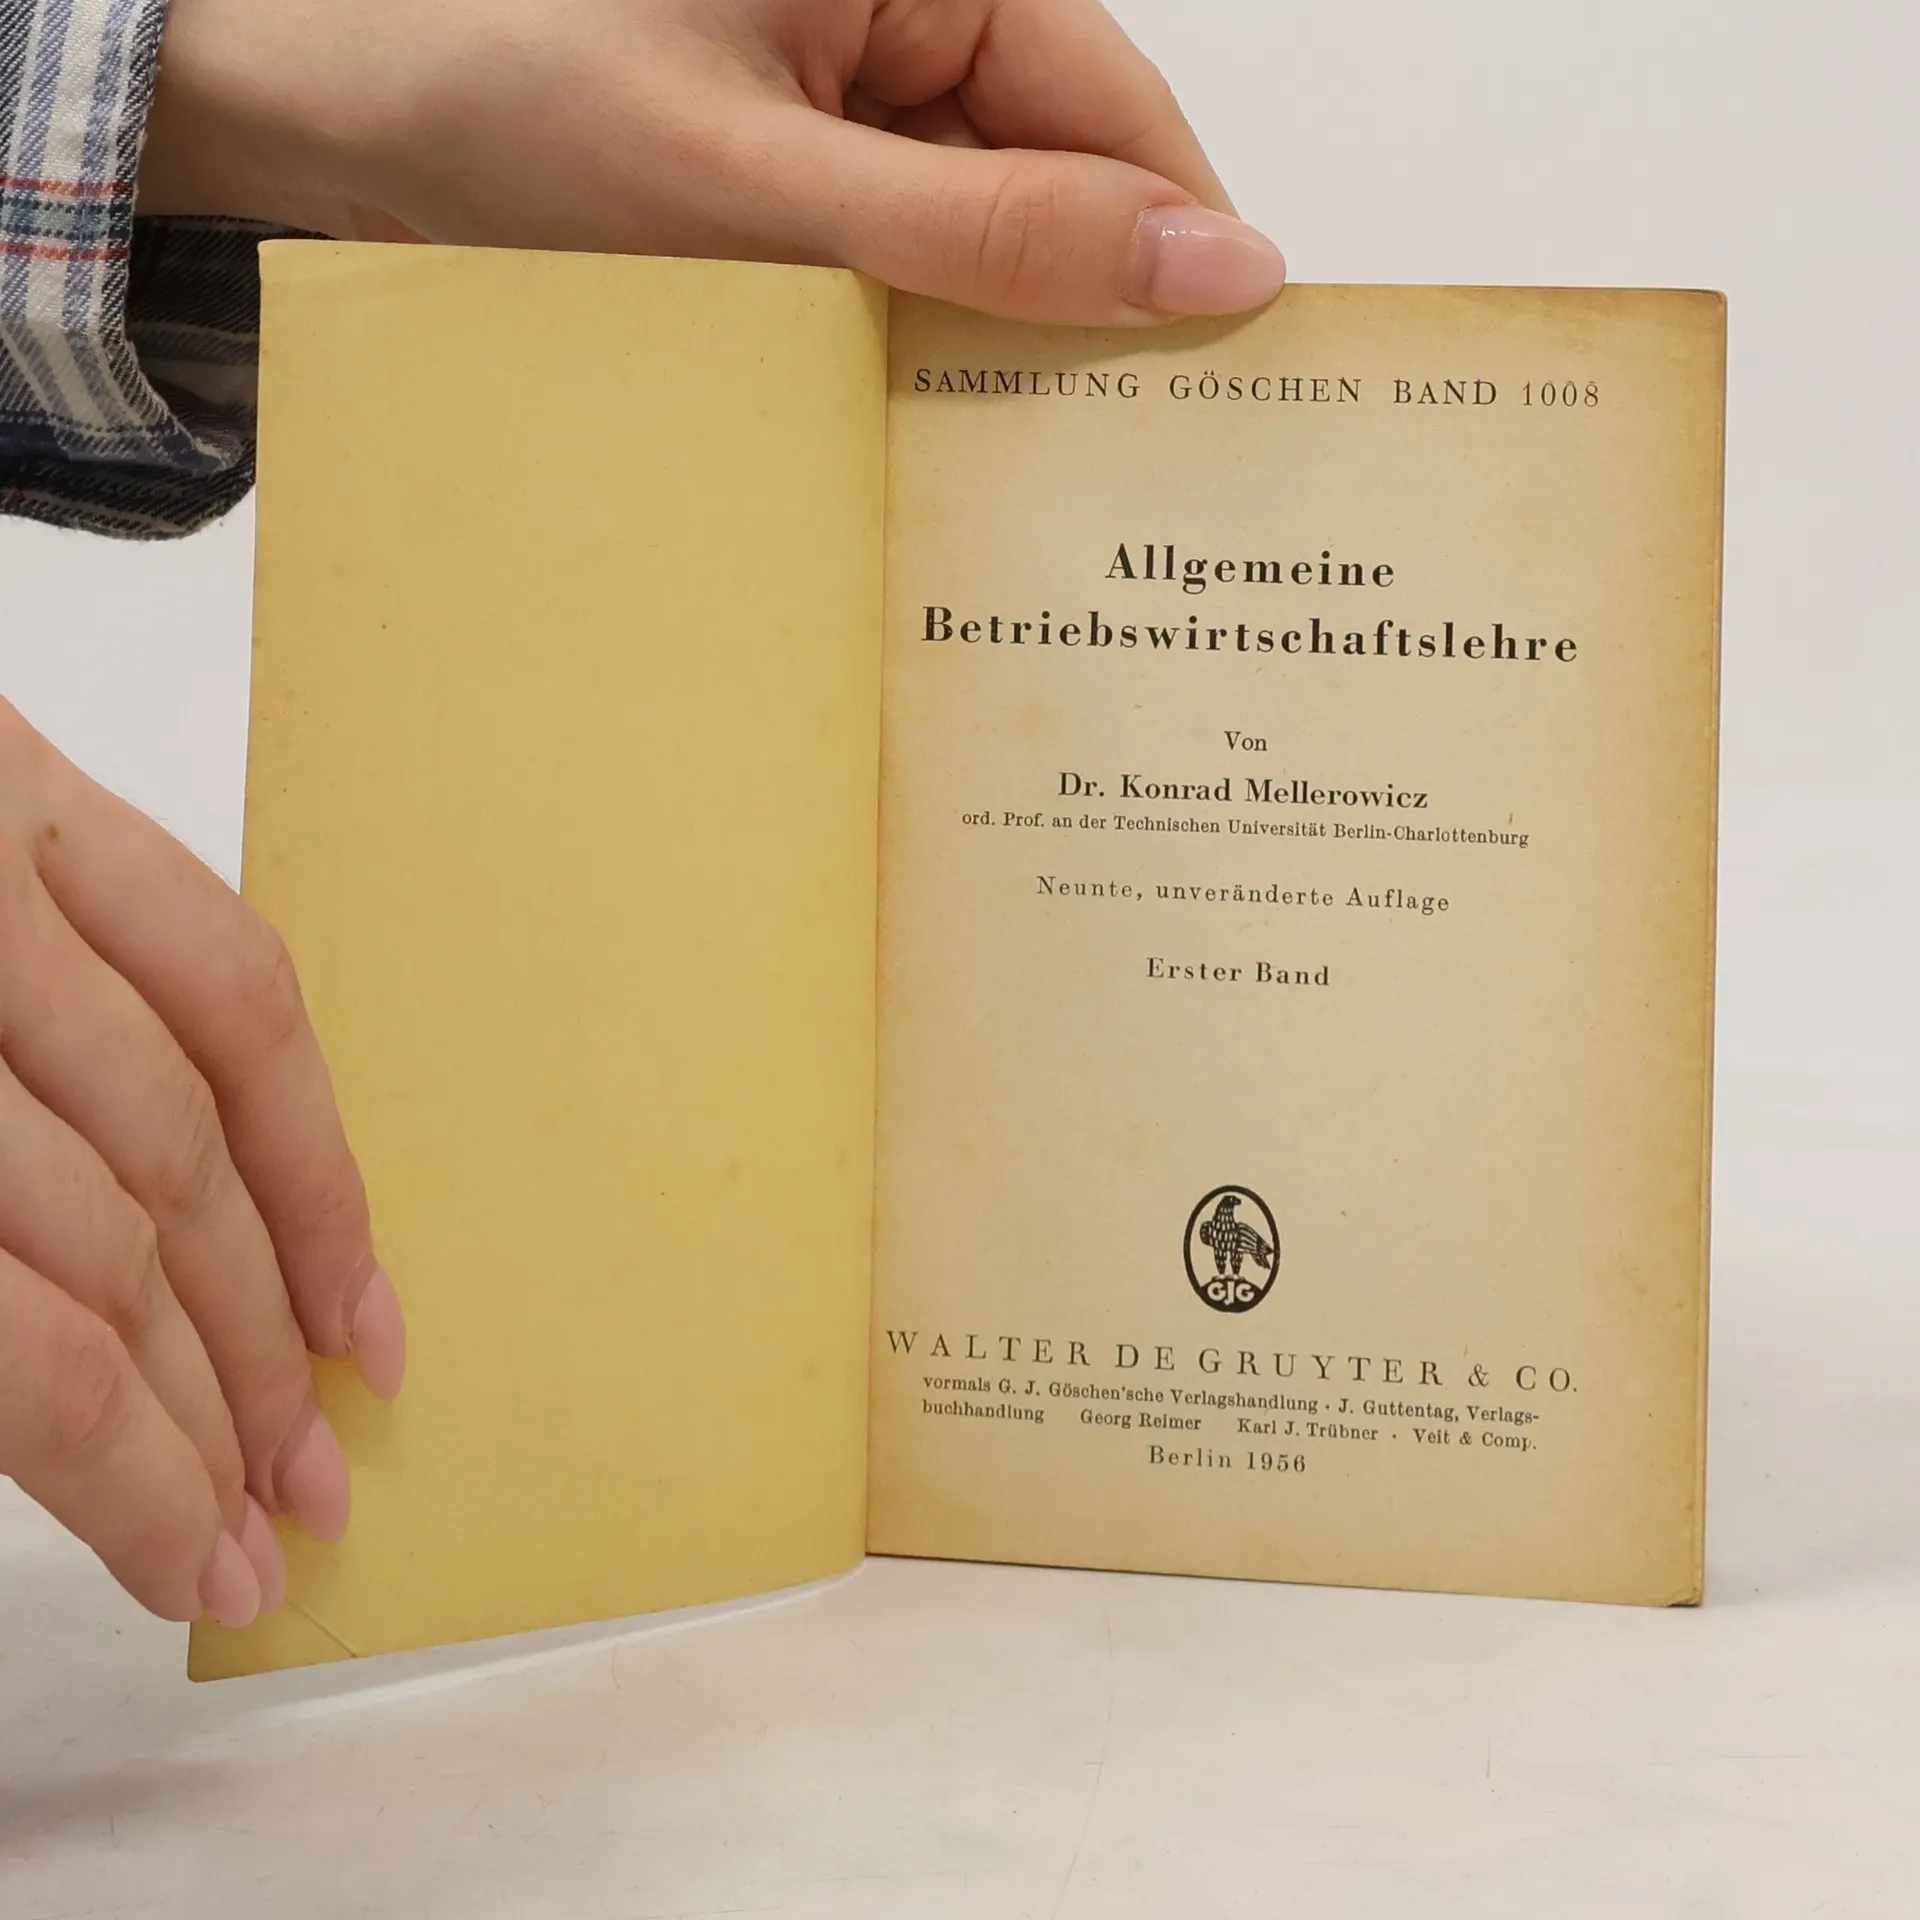 SAMMLUNG GÖSCHEN BAND 1008
Allgemeine
Betriebswirtschaftslehre
Von
Dr. Konrad Mellerowicz
ord. Prof. an der Technischen Universität Berlin-Charlottenburg
Neunte, unveränderte Auflage
Erster Band
GJG
WALTER DE GRUYTER & CO.
vormals G. J. Göschen'sche Verlagshandlung · J. Guttentag, Verlags-
buchhandlung Georg Reimer Karl J. Trübner · Veit & Comp.
Berlin 1956